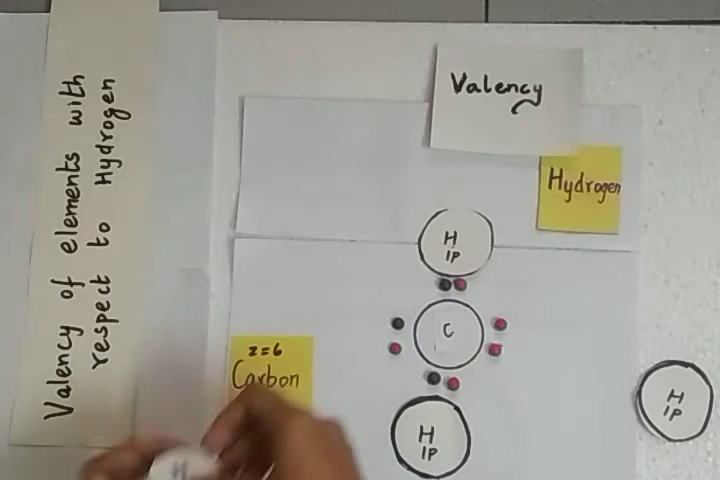 Valency of elements with
respect to Hydrogen
Valency
Hydrogen
H
1P
C
z=6
Carbon
H
1P
H
1P
H